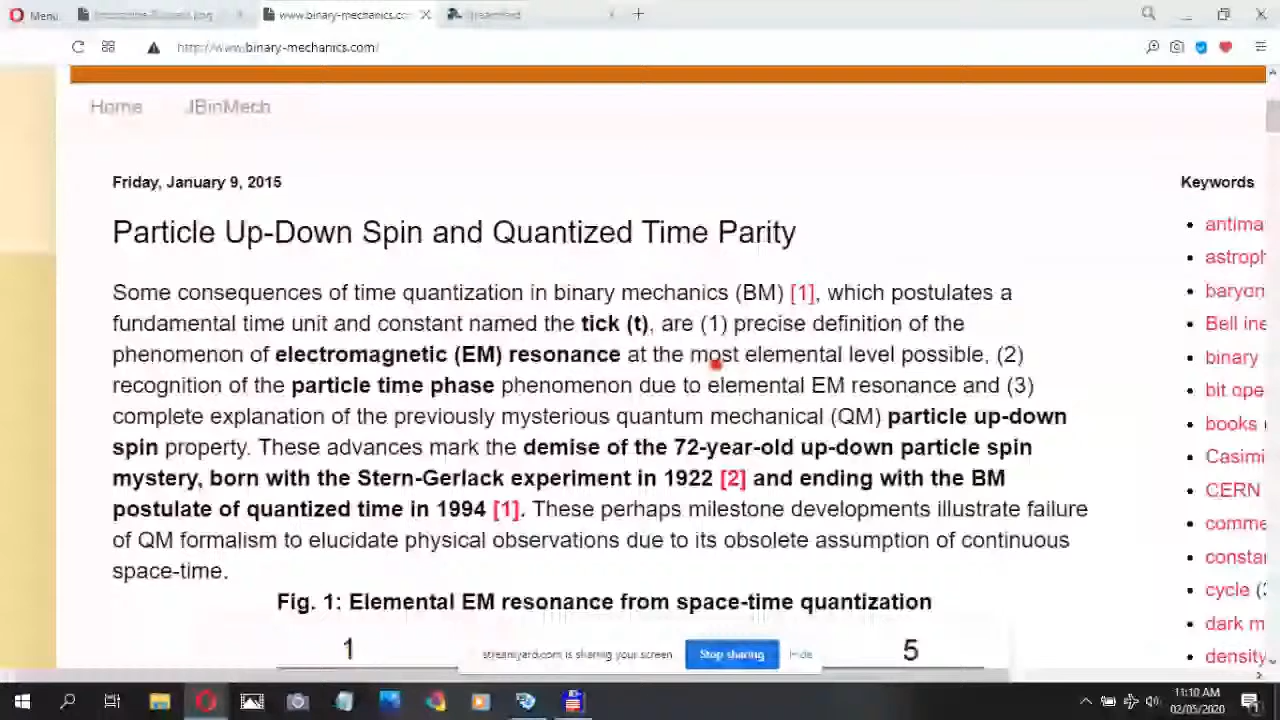 Menu
www.binary-mechanics.co
http://www.binary-mechanics.com/
Home JBinMech
Friday, January 9, 2015
Keywords
Particle Up-Down Spin and Quantized Time Parity
Some consequences of time quantization in binary mechanics (BM) [1], which postulates a
fundamental time unit and constant named the tick (t), are (1) precise definition of the
phenomenon of electromagnetic (EM) resonance at the most elemental level possible, (2)
recognition of the particle time phase phenomenon due to elemental EM resonance and (3)
complete explanation of the previously mysterious quantum mechanical (QM) particle up-down
spin property. These advances mark the demise of the 72-year-old up-down particle spin
mystery, born with the Stern-Gerlack experiment in 1922 [2] and ending with the BM
postulate of quantized time in 1994 [1]. These perhaps milestone developments illustrate failure
of QM formalism to elucidate physical observations due to its obsolete assumption of continuous
space-time.
Fig. 1: Elemental EM resonance from space-time quantization
1 5
antima
astroph
baryon
Bell ine
binary
bit ope
books (
Casimi
CERN
comme
constan
cycle (
dark m
density
streamyard.com is sharing your screen Stop sharing Hide
11:10 AM
02/05/2020